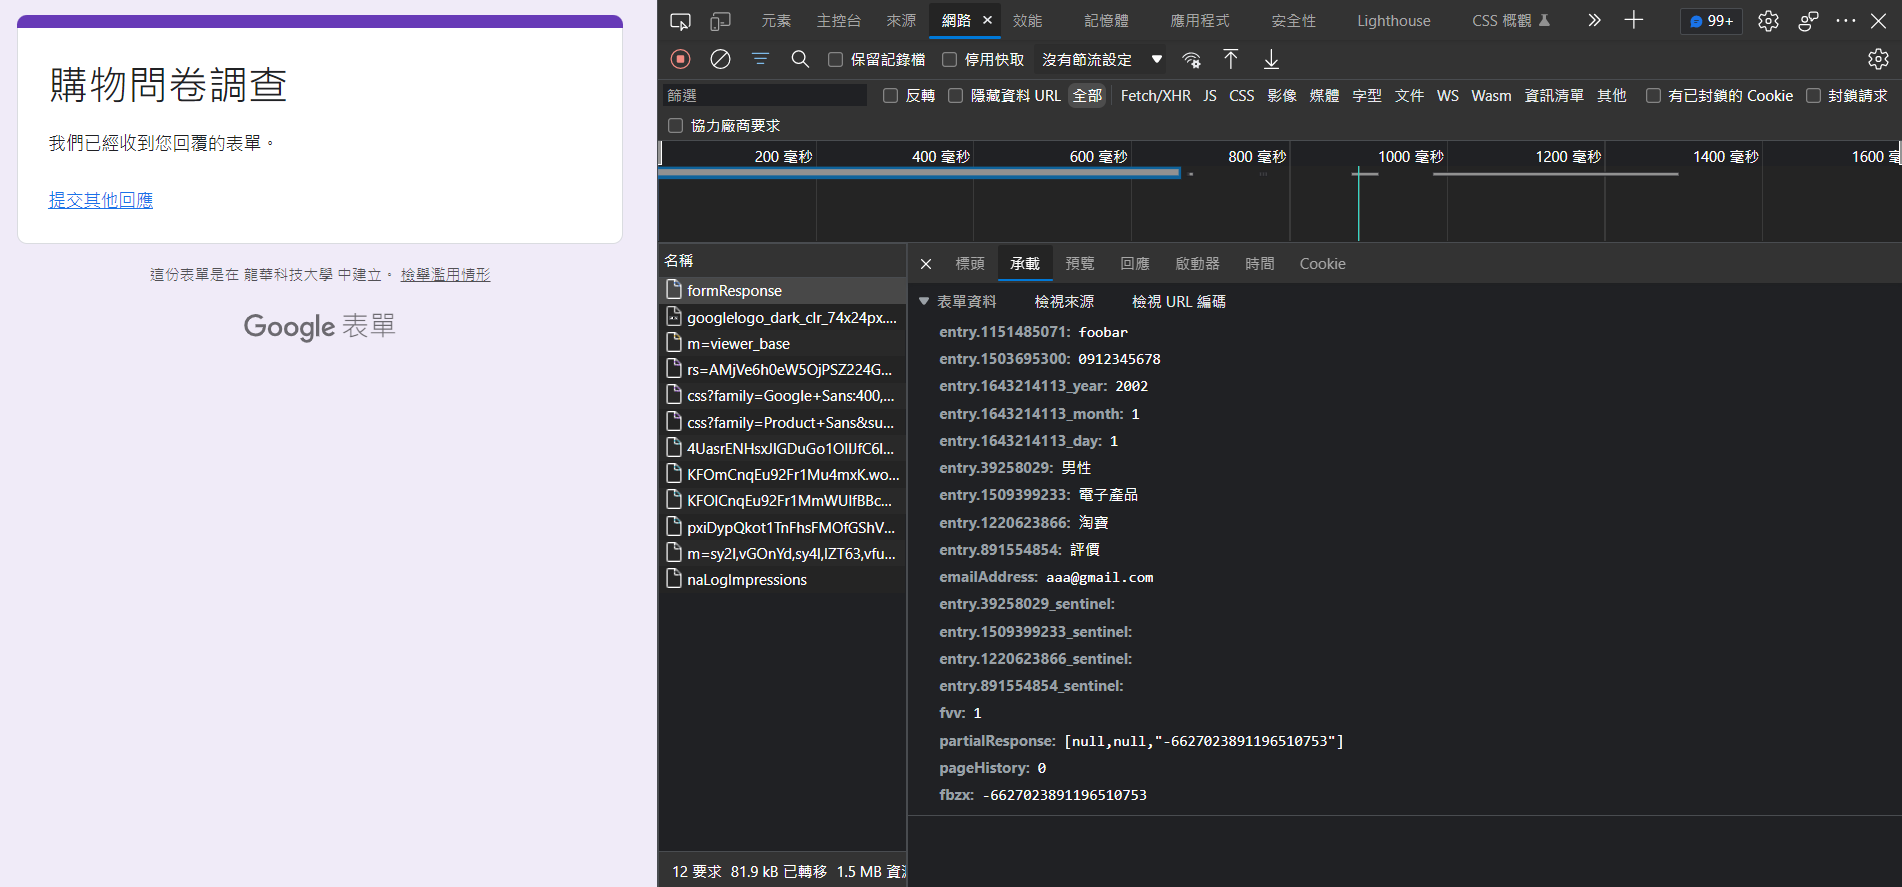 購物問卷調查
我們已經收到您回覆的表單。
提交其他回應
這份表單是在 龍華科技大學 中建立。 檢舉濫用情形
Google 表單
元素 主控台 來源 網路 效能 記憶體 應用程式 安全性 Lighthouse CSS 概觀 99+
保留記錄檔 停用快取 沒有節流設定
篩選 反轉 隱藏資料 URL 全部 Fetch/XHR JS CSS 影像 媒體 字型 文件 WS Wasm 資訊清單 其他 有已封鎖的 Cookie 封鎖請求
協力廠商要求
200 毫秒 400 毫秒 600 毫秒 800 毫秒 1000 毫秒 1200 毫秒 1400 毫秒 1600 毫
名稱
formResponse
googlelogo_dark_clr_74x24px....
m=viewer_base
rs=AMjVe6h0eW5OjPSZ224G...
css?family=Google+Sans:400,...
css?family=Product+Sans&su...
4UasrENHsxJlGDuGo1OIlJfC6l...
KFOmCnqEu92Fr1Mu4mxK.wo...
KFOlCnqEu92Fr1MmWUlfBBc...
pxiDypQkot1TnFhsFMOfGShV...
m=sy2l,vGOnYd,sy4l,IZT63,vfu...
naLogImpressions
12 要求 81.9 kB 已轉移 1.5 MB 資
標頭 承載 預覽 回應 啟動器 時間 Cookie
表單資料 檢視來源 檢視 URL 編碼
entry.1151485071: foobar
entry.1503695300: 0912345678
entry.1643214113_year: 2002
entry.1643214113_month: 1
entry.1643214113_day: 1
entry.39258029: 男性
entry.1509399233: 電子產品
entry.1220623866: 淘寶
entry.891554854: 評價
emailAddress: aaa@gmail.com
entry.39258029_sentinel:
entry.1509399233_sentinel:
entry.1220623866_sentinel:
entry.891554854_sentinel:
fvv: 1
partialResponse: [null,null,"-6627023891196510753"]
pageHistory: 0
fbzx: -6627023891196510753